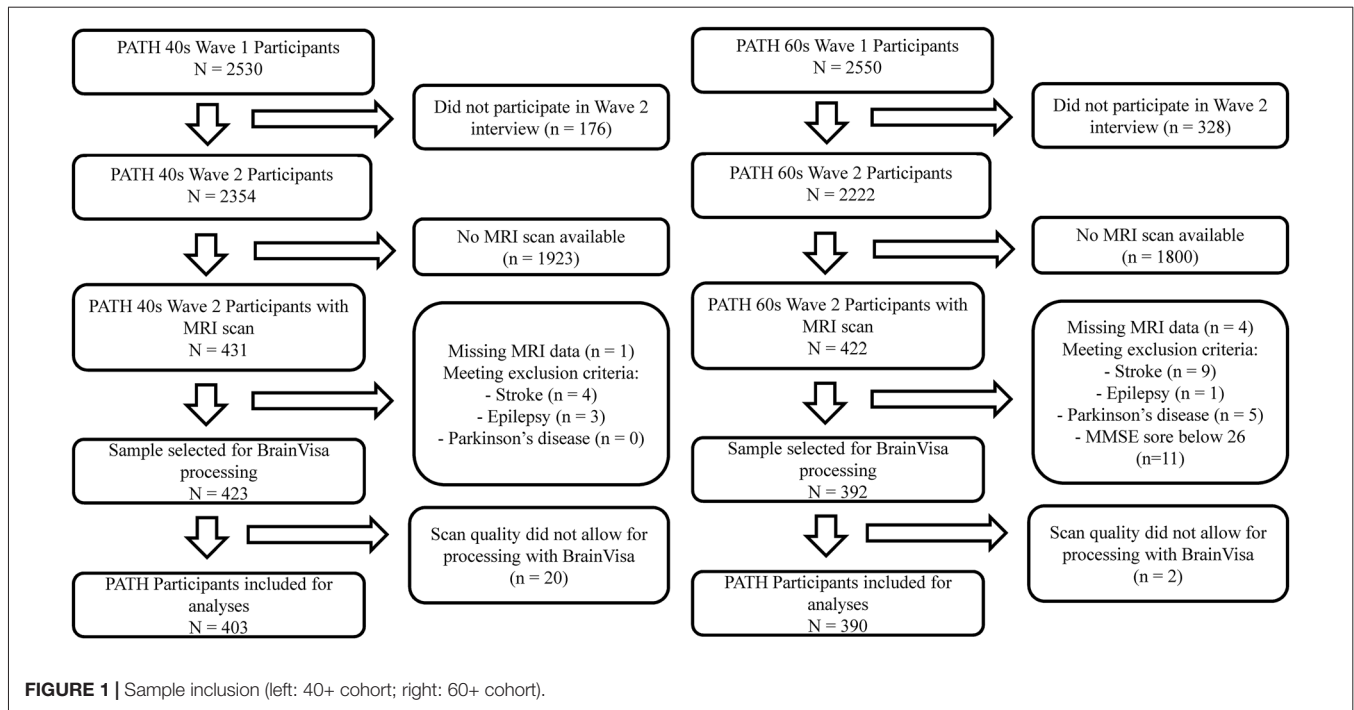 PATH 40s Wave 1 Participants
N = 2530
Did not participate in Wave 2
interview (n = 176)
PATH 40s Wave 2 Participants
N = 2354
No MRI scan available
(n = 1923)
PATH 40s Wave 2 Participants with
MRI scan
N = 431
Missing MRI data (n = 1)
Meeting exclusion criteria:
- Stroke (n = 4)
- Epilepsy (n = 3)
- Parkinson's disease (n = 0)
Sample selected for BrainVisa
processing
N = 423
Scan quality did not allow for
processing with BrainVisa
(n = 20)
PATH Participants included for
analyses
N = 403
PATH 60s Wave 1 Participants
N = 2550
Did not participate in Wave 2
interview (n = 328)
PATH 60s Wave 2 Participants
N = 2222
No MRI scan available
(n = 1800)
PATH 60s Wave 2 Participants with
MRI scan
N = 422
Missing MRI data (n = 4)
Meeting exclusion criteria:
- Stroke (n = 9)
- Epilepsy (n = 1)
- Parkinson's disease (n = 5)
- MMSE sore below 26
(n=11)
Sample selected for BrainVisa
processing
N = 392
Scan quality did not allow for
processing with BrainVisa
(n = 2)
PATH Participants included for
analyses
N = 390
FIGURE 1 | Sample inclusion (left: 40+ cohort; right: 60+ cohort).